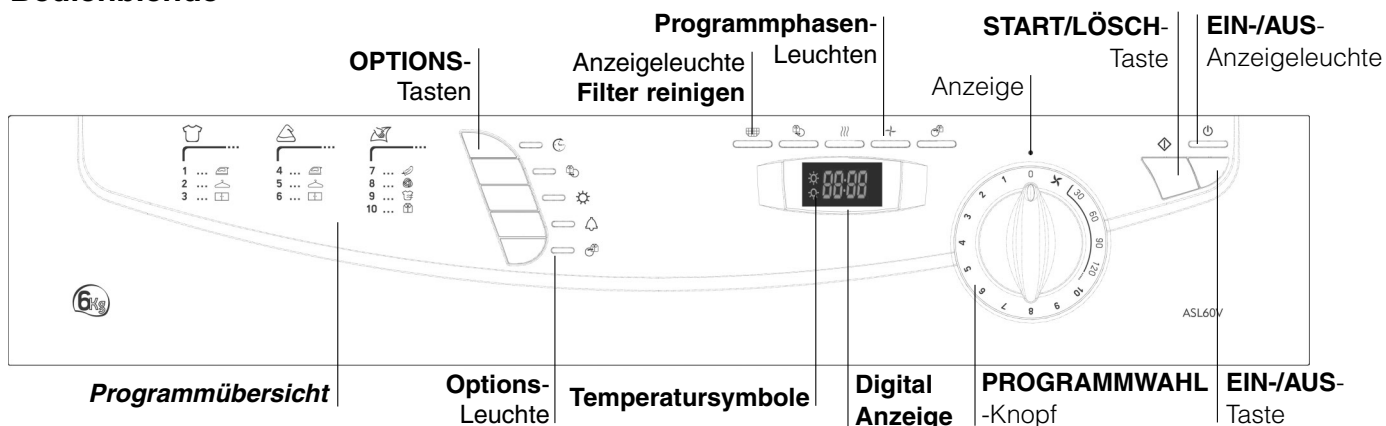 Bedienblende
OPTIONS-
Tasten
Anzeigeleuchte
Filter reinigen
Programmphasen-
Leuchten
Anzeige
START/LÖSCH-
Taste
EIN-/AUS-
Anzeigeleuchte
1 ...
2 ...
3 ...
4 ...
5 ...
6 ...
7 ...
8 ...
9 ...
10 ...
88:88
0
30
60
90
120
10
9
8
7
6
5
4
3
2
1
6Kg
ASL60V
Programmübersicht
Options-
Leuchte
Temperatursymbole
Digital
Anzeige
PROGRAMMWAHL
-Knopf
EIN-/AUS-
Taste